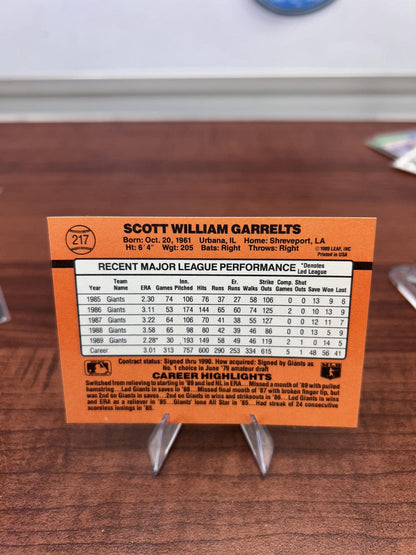 217
SCOTT WILLIAM GARRELTS
Born: Oct. 20, 1961 Urbana, IL Home: Shreveport, LA
Ht: 6'4" Wgt: 205 Bats: Right Throws: Right
© 1989 LEAF, INC.
Printed in USA
RECENT MAJOR LEAGUE PERFORMANCE *Denotes Led League
Year Team Name ERA Games Inn. Pitched Hits Runs Er. Runs Walks Strike Outs Comp. Games Shut Outs Save Won Lost
1985 Giants 2.30 74 106 76 37 27 58 106 0 0 13 9 6
1986 Giants 3.11 53 174 144 65 60 74 125 2 0 10 13 9
1987 Giants 3.22 64 106 70 41 38 55 127 0 0 12 11 7
1988 Giants 3.58 65 98 80 42 39 46 86 0 0 13 5 9
1989 Giants 2.28* 30 193 149 58 49 46 119 2 1 0 14 5
Career 3.01 313 757 600 290 253 334 615 5 1 48 56 41
Contract status: Signed thru 1990. How acquired: Signed by Giants as
No. 1 choice in June '79 amateur draft
CAREER HIGHLIGHTS
Switched from relieving to starting in '89 and led NL in ERA...Missed a month of '89 with pulled
hamstring...Led Giants in saves in '88...Missed final month of '87 with broken finger tip, but
was 2nd on Giants in saves...2nd on Giants in wins and strikeouts in '86...Led Giants in wins
and ERA as a reliever in '85...Giants' lone All Star in '85...Had streak of 24 consecutive
scoreless innings in '85.